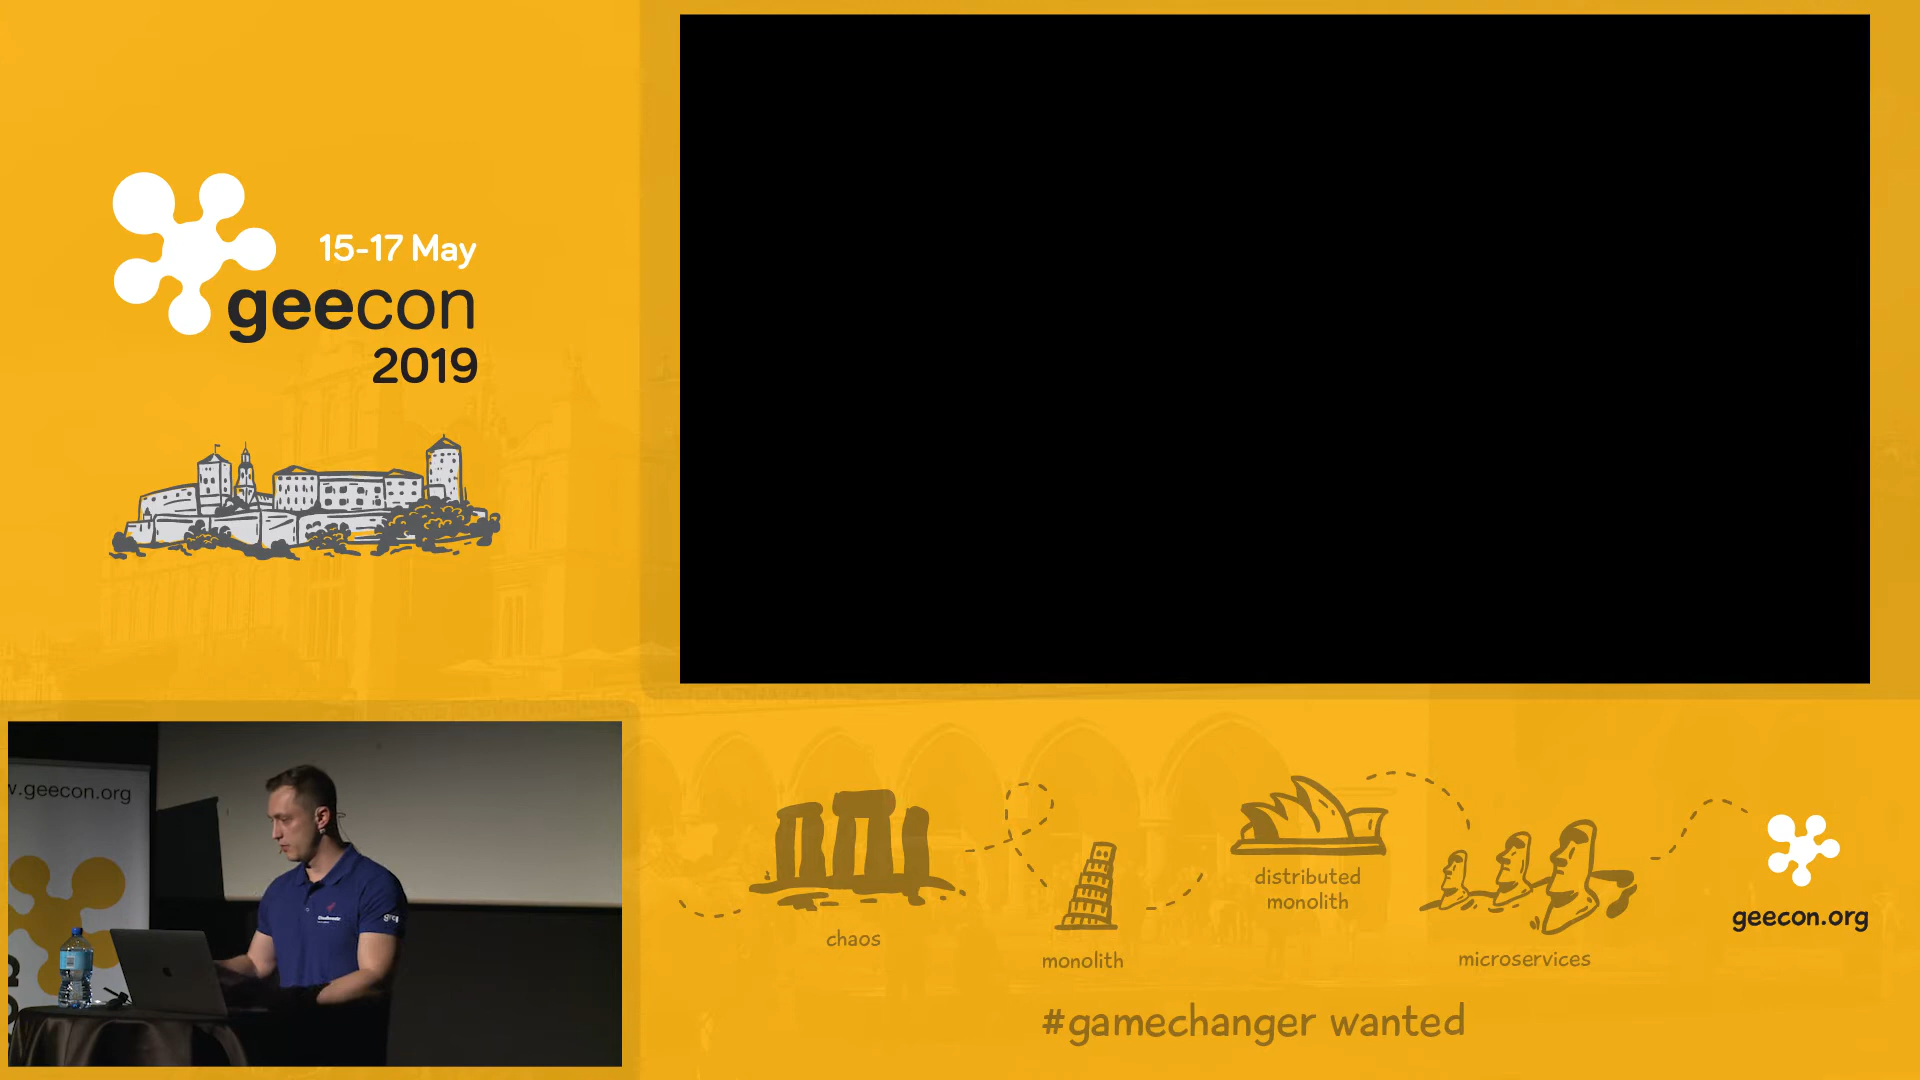 15-17 May
geecon
2019
w.geecon.org
chaos
monolith
distributed
monolith
microservices
geecon.org
#gamechanger wanted